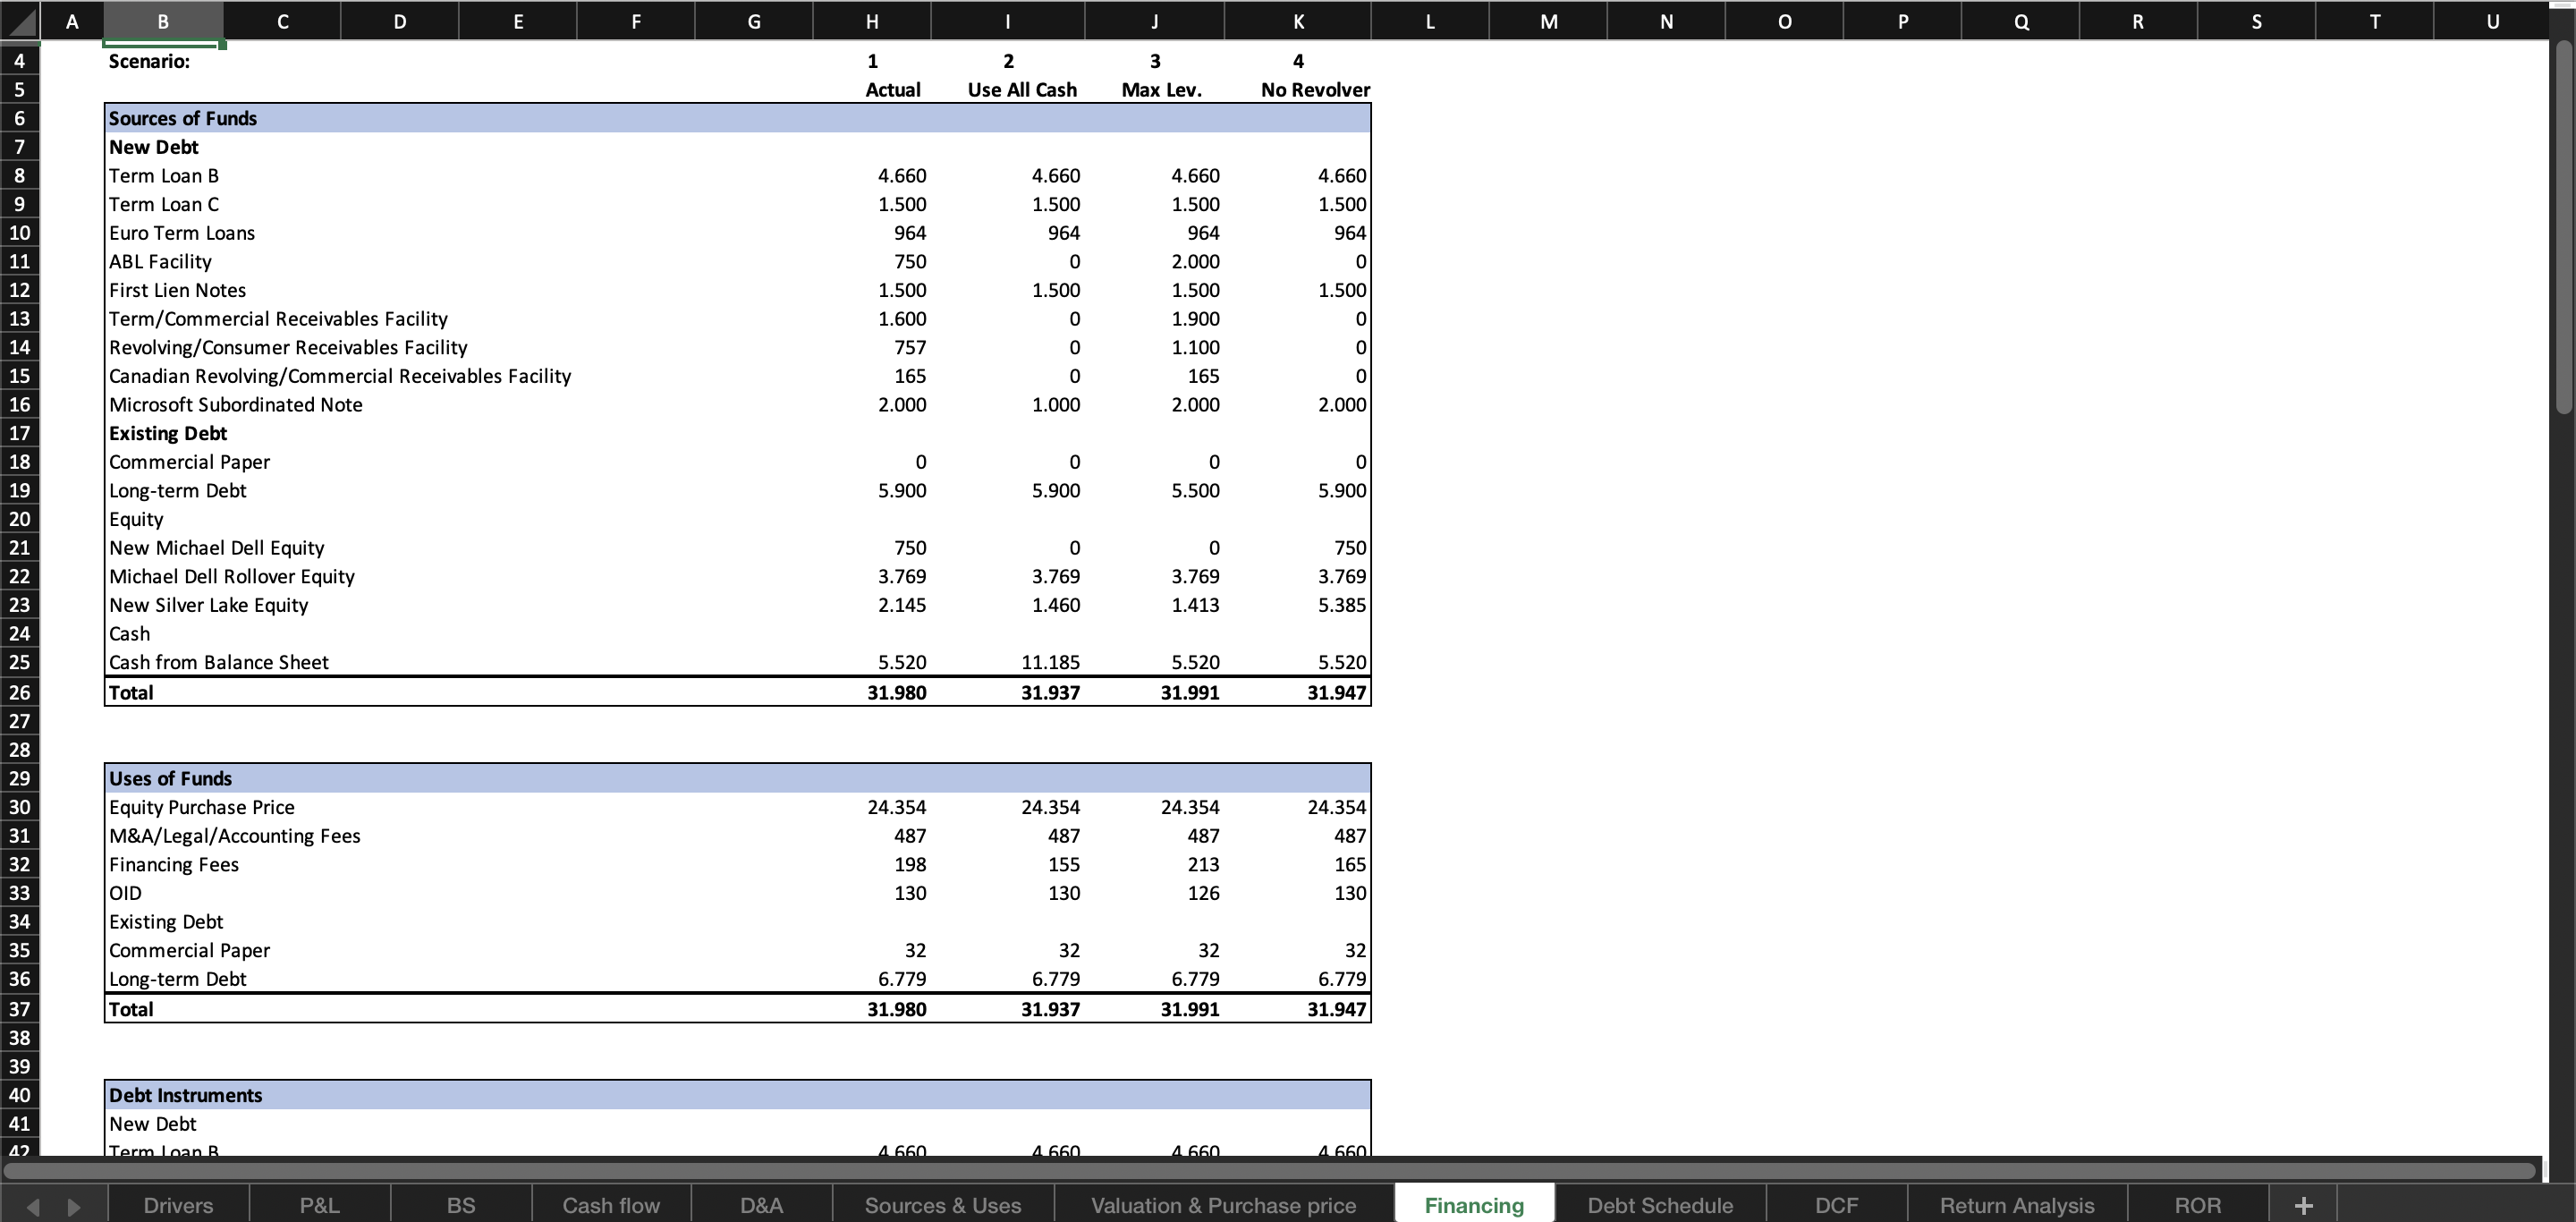 A B C D E F G H I J K L M N O P Q R S T U
4 Scenario: 1 2 3 4
5 Actual Use All Cash Max Lev. No Revolver
6 Sources of Funds
7 New Debt
8 Term Loan B 4.660 4.660 4.660 4.660
9 Term Loan C 1.500 1.500 1.500 1.500
10 Euro Term Loans 964 964 964 964
11 ABL Facility 750 0 2.000 0
12 First Lien Notes 1.500 1.500 1.500 1.500
13 Term/Commercial Receivables Facility 1.600 0 1.900 0
14 Revolving/Consumer Receivables Facility 757 0 1.100 0
15 Canadian Revolving/Commercial Receivables Facility 165 0 165 0
16 Microsoft Subordinated Note 2.000 1.000 2.000 2.000
17 Existing Debt
18 Commercial Paper 0 0 0 0
19 Long-term Debt 5.900 5.900 5.500 5.900
20 Equity
21 New Michael Dell Equity 750 0 0 750
22 Michael Dell Rollover Equity 3.769 3.769 3.769 3.769
23 New Silver Lake Equity 2.145 1.460 1.413 5.385
24 Cash
25 Cash from Balance Sheet 5.520 11.185 5.520 5.520
26 Total 31.980 31.937 31.991 31.947
27
28
29 Uses of Funds
30 Equity Purchase Price 24.354 24.354 24.354 24.354
31 M&A/Legal/Accounting Fees 487 487 487 487
32 Financing Fees 198 155 213 165
33 OID 130 130 126 130
34 Existing Debt
35 Commercial Paper 32 32 32 32
36 Long-term Debt 6.779 6.779 6.779 6.779
37 Total 31.980 31.937 31.991 31.947
38
39
40 Debt Instruments
41 New Debt
42 Term Loan B 4.660 4.660 4.660 4.660
Drivers P&L BS Cash flow D&A Sources & Uses Valuation & Purchase price Financing Debt Schedule DCF Return Analysis ROR +